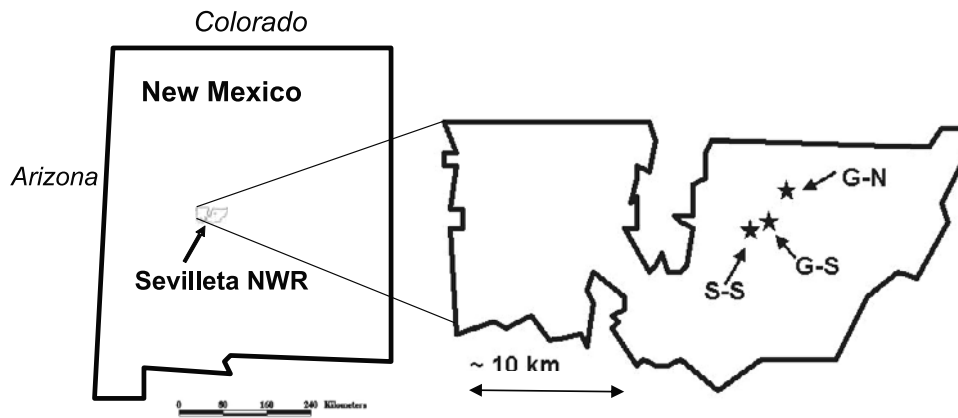 Colorado
New Mexico
Arizona
Sevilleta NWR
G-N
G-S
S-S
~ 10 km
0 80 160 240 Kilometers